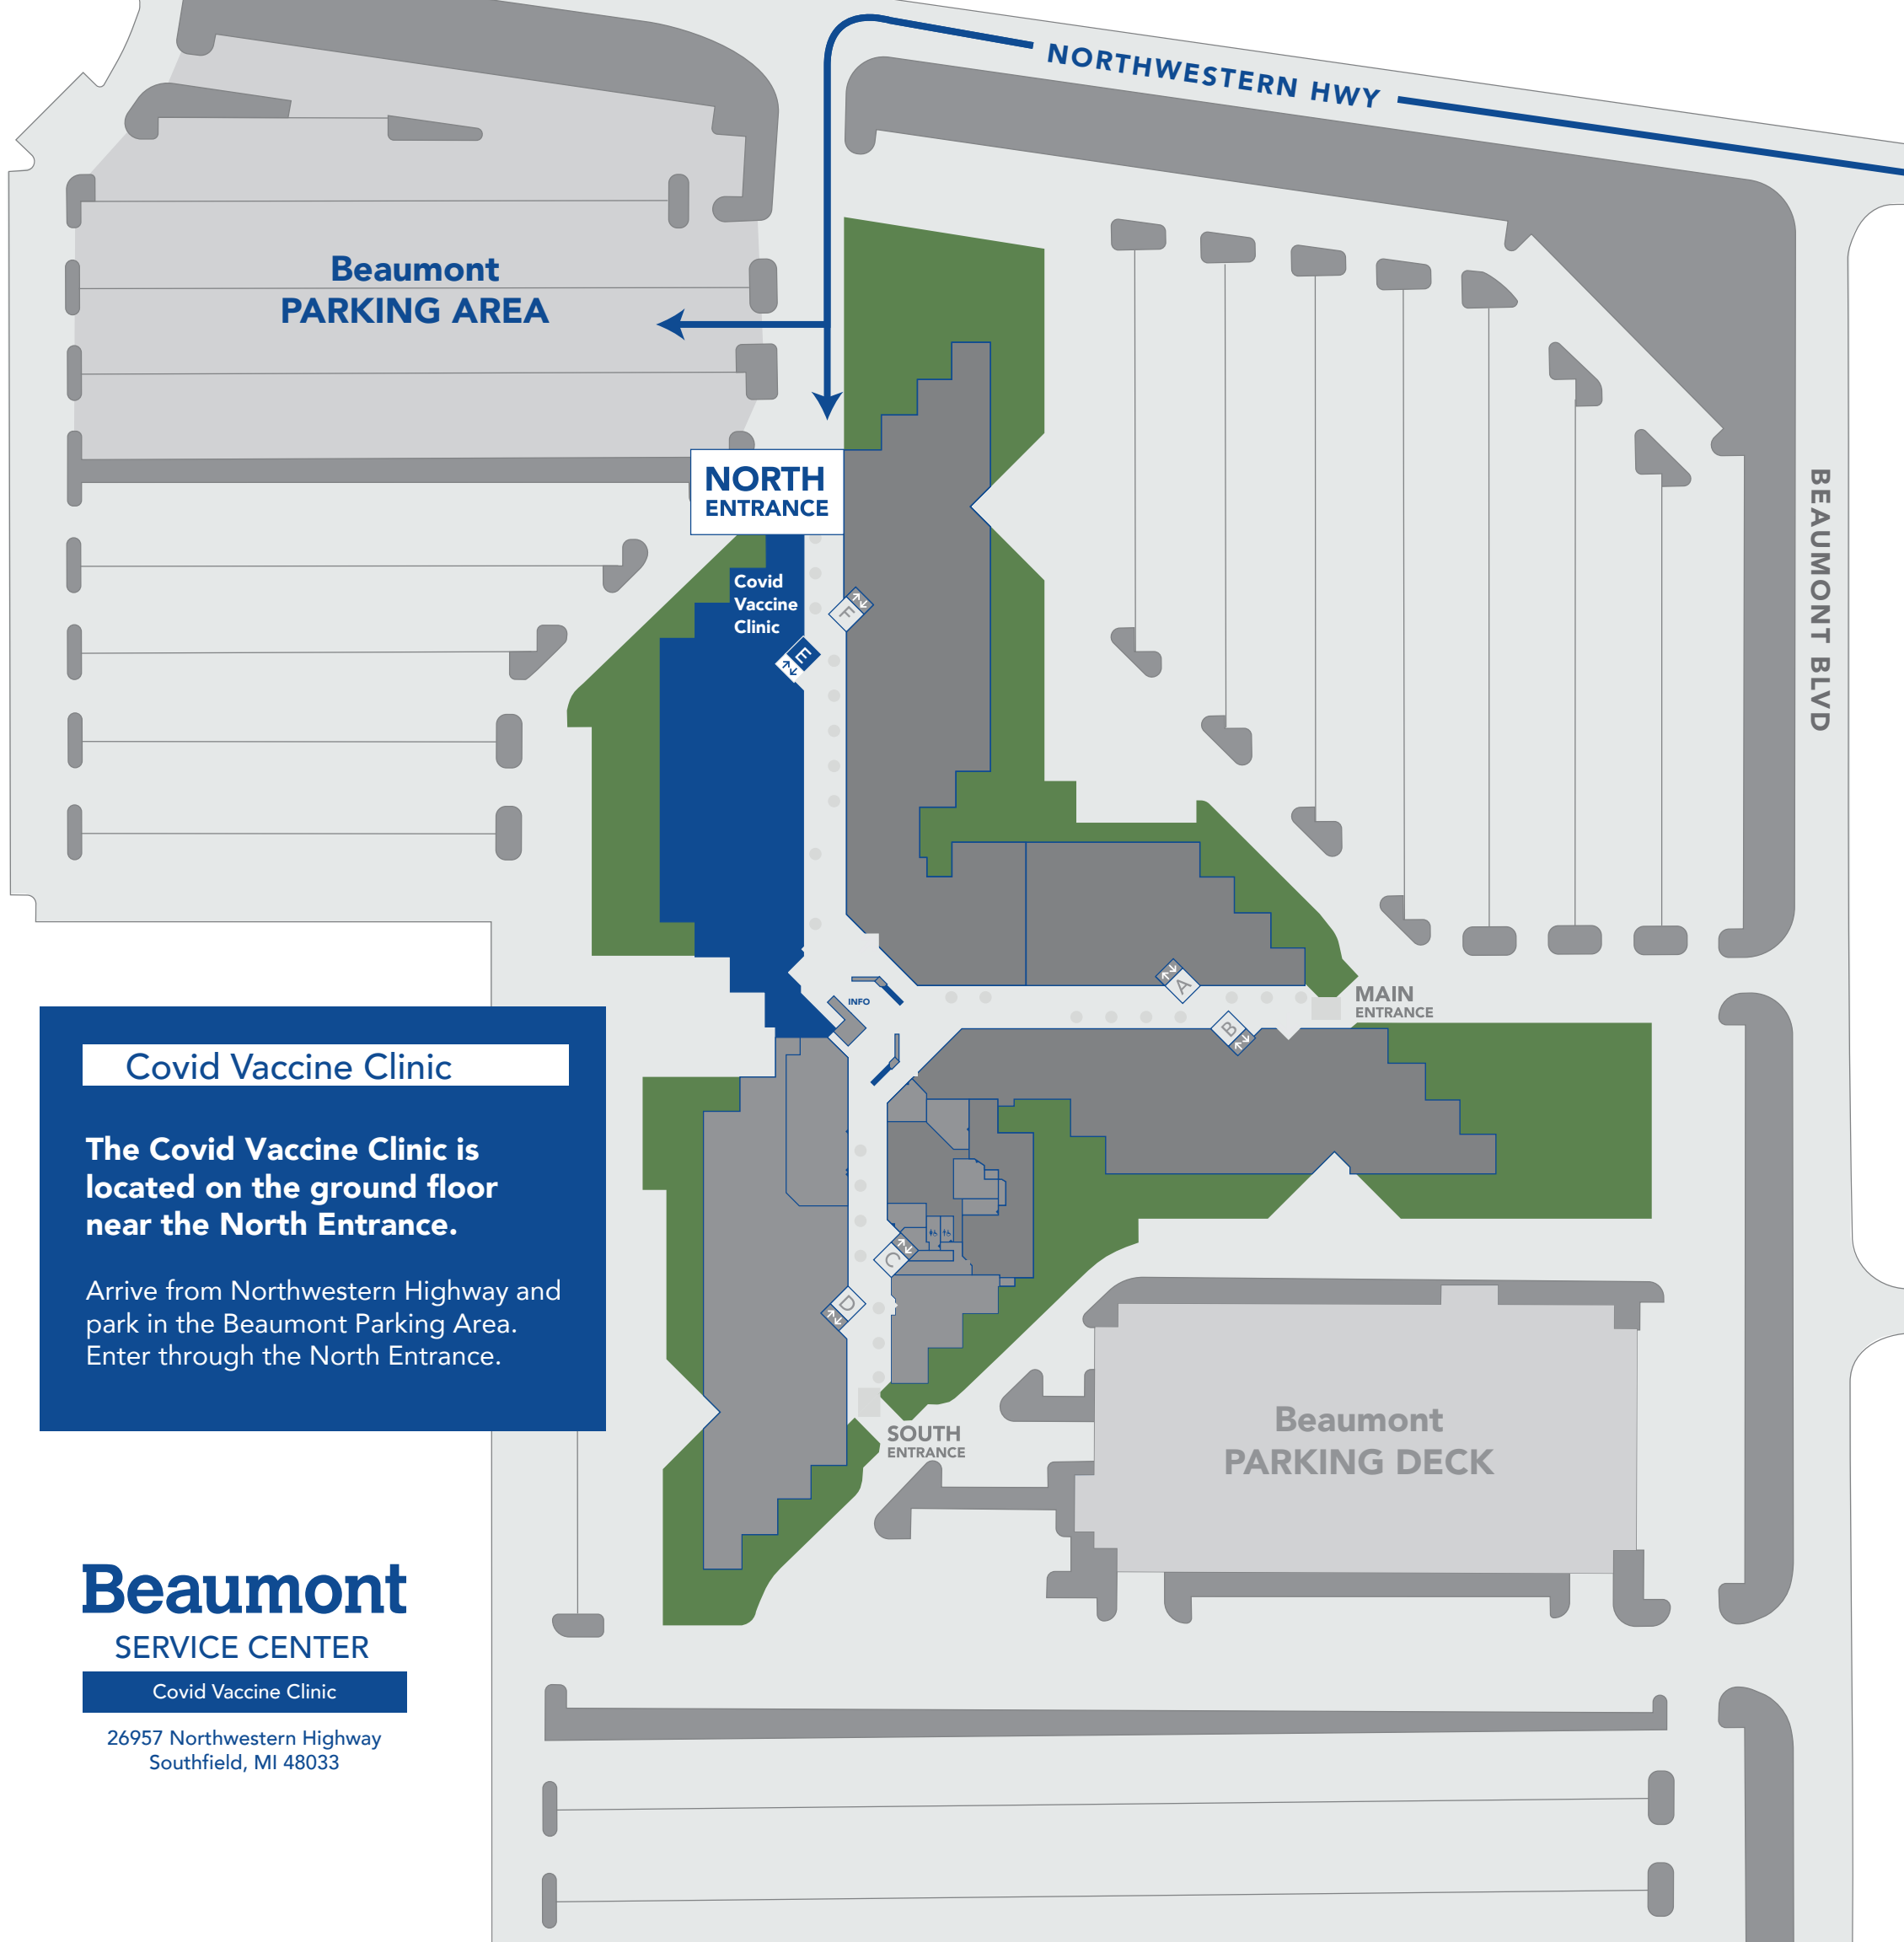 NORTHWESTERN HWY
Beaumont
PARKING AREA
NORTH
ENTRANCE
BEAUMONT BLVD
Covid
Vaccine
Clinic
F
E
A
MAIN
ENTRANCE
INFO
B
Covid Vaccine Clinic
The Covid Vaccine Clinic is
located on the ground floor
near the North Entrance.
Arrive from Northwestern Highway and
park in the Beaumont Parking Area.
Enter through the North Entrance.
C
D
SOUTH
ENTRANCE
Beaumont
PARKING DECK
Beaumont
SERVICE CENTER
Covid Vaccine Clinic
26957 Northwestern Highway
Southfield, MI 48033